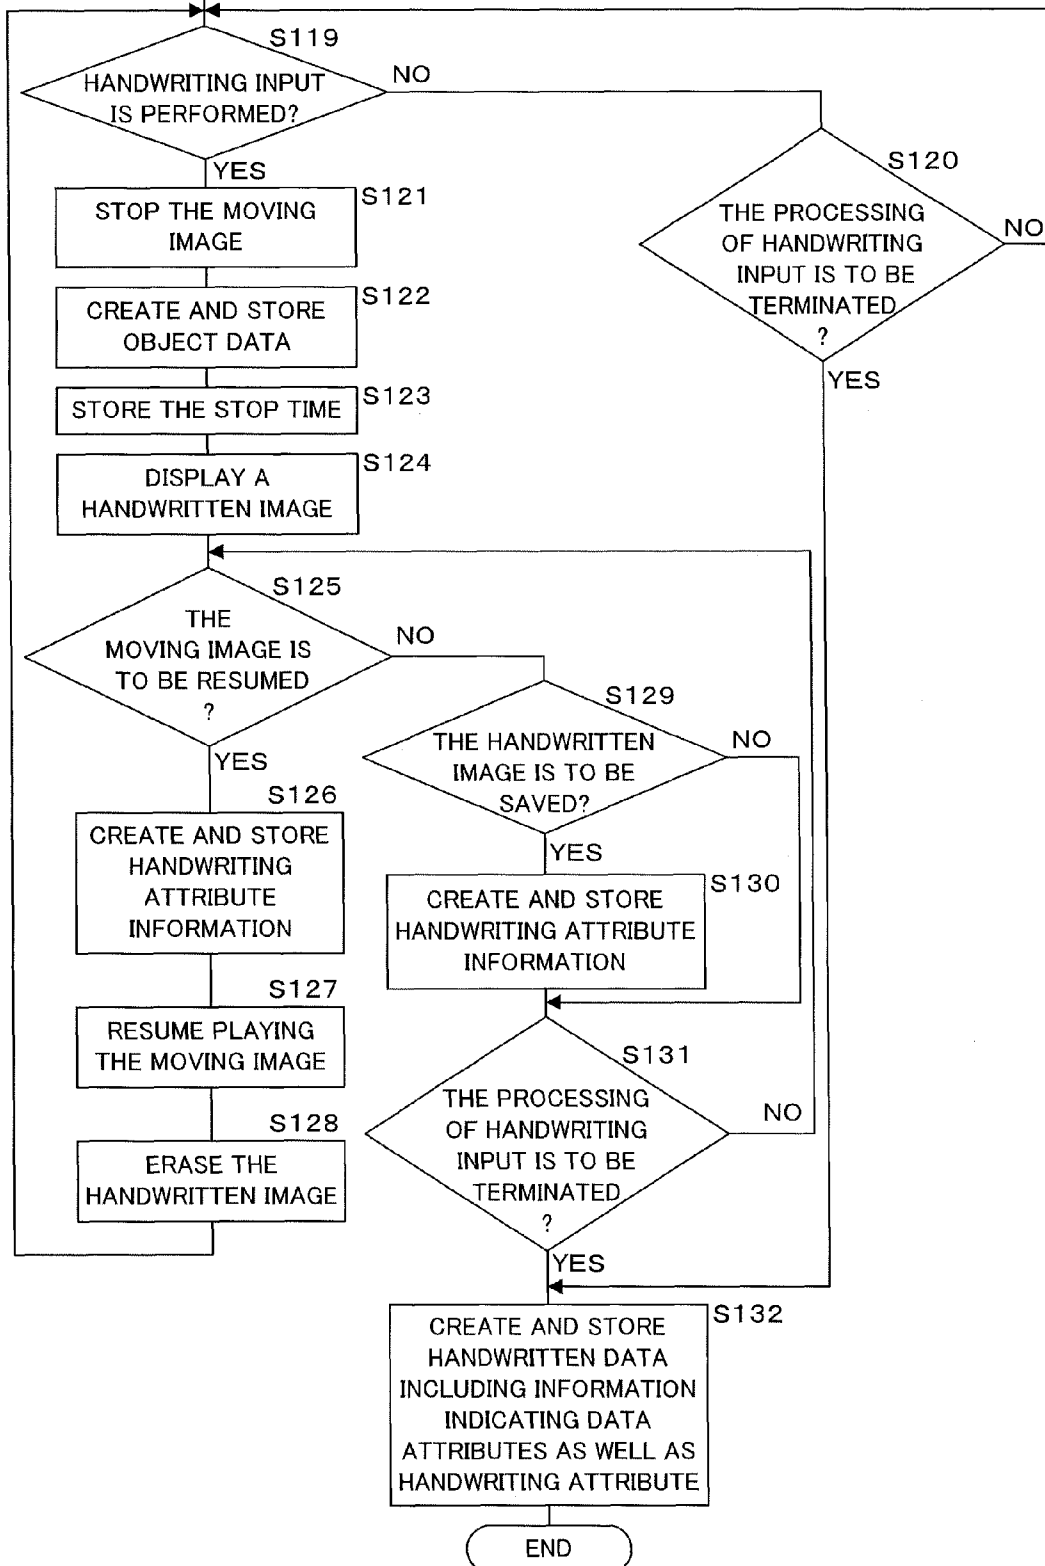 S119
HANDWRITING INPUT
IS PERFORMED?
NO
YES
S120
THE PROCESSING
OF HANDWRITING
INPUT IS TO BE
TERMINATED
?
NO
YES
S121
STOP THE MOVING
IMAGE
S122
CREATE AND STORE
OBJECT DATA
S123
STORE THE STOP TIME
S124
DISPLAY A
HANDWRITTEN IMAGE
S125
THE
MOVING IMAGE IS
TO BE RESUMED
?
NO
YES
S126
CREATE AND STORE
HANDWRITING
ATTRIBUTE
INFORMATION
S127
RESUME PLAYING
THE MOVING IMAGE
S128
ERASE THE
HANDWRITTEN IMAGE
S129
THE HANDWRITTEN
IMAGE IS TO BE
SAVED?
NO
YES
S130
CREATE AND STORE
HANDWRITING ATTRIBUTE
INFORMATION
S131
THE PROCESSING
OF HANDWRITING
INPUT IS TO BE
TERMINATED
?
NO
YES
S132
CREATE AND STORE
HANDWRITTEN DATA
INCLUDING INFORMATION
INDICATING DATA
ATTRIBUTES AS WELL AS
HANDWRITING ATTRIBUTE
END